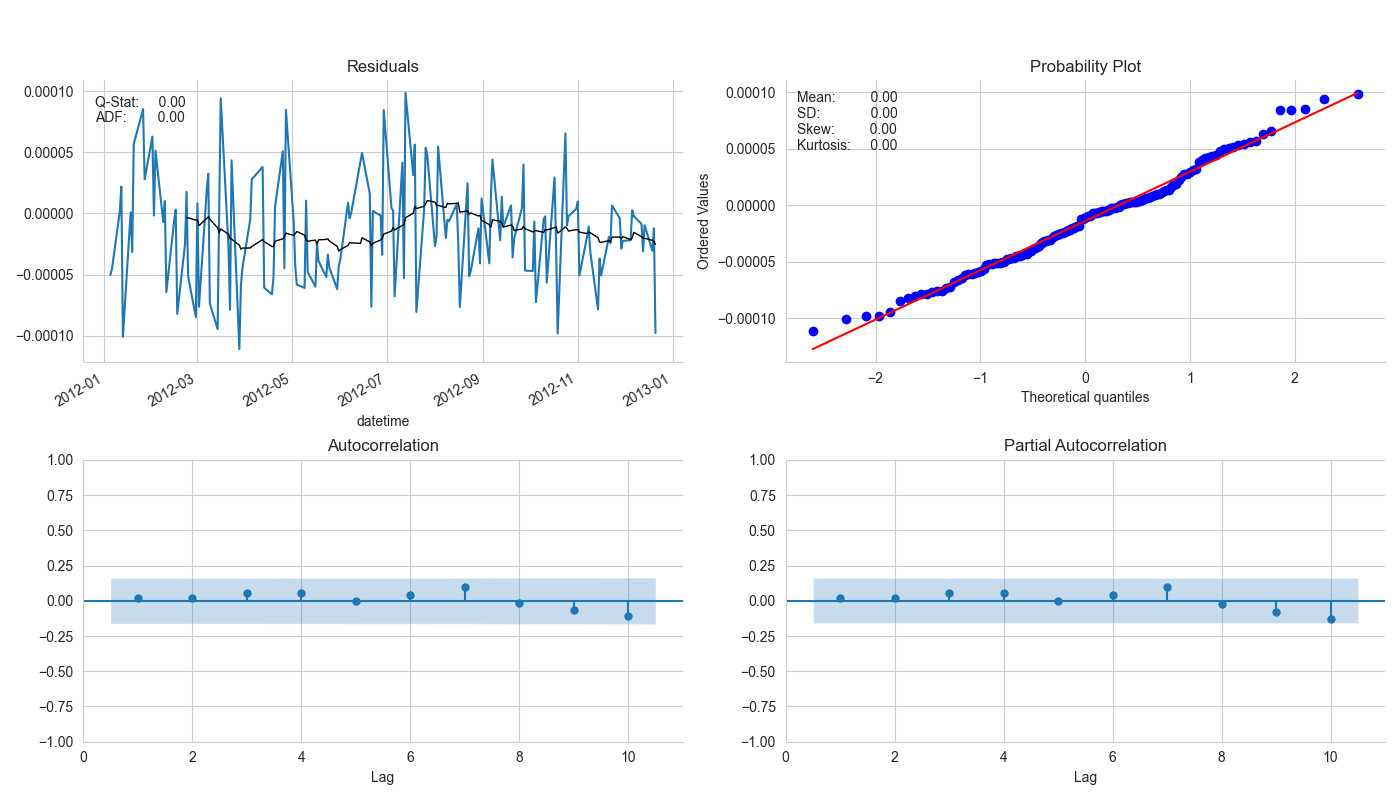 Residuals
Q-Stat: 0.00
ADF: 0.00
0.00010
0.00005
0.00000
−0.00005
−0.00010
2012-01
2012-03
2012-05
2012-07
2012-09
2012-11
2013-01
datetime
Probability Plot
Mean: 0.00
SD: 0.00
Skew: 0.00
Kurtosis: 0.00
Ordered Values
0.00010
0.00005
0.00000
−0.00005
−0.00010
−2 −1 0 1 2
Theoretical quantiles
Autocorrelation
1.00
0.75
0.50
0.25
0.00
−0.25
−0.50
−0.75
−1.00
0 2 4 6 8 10
Lag
Partial Autocorrelation
1.00
0.75
0.50
0.25
0.00
−0.25
−0.50
−0.75
−1.00
0 2 4 6 8 10
Lag